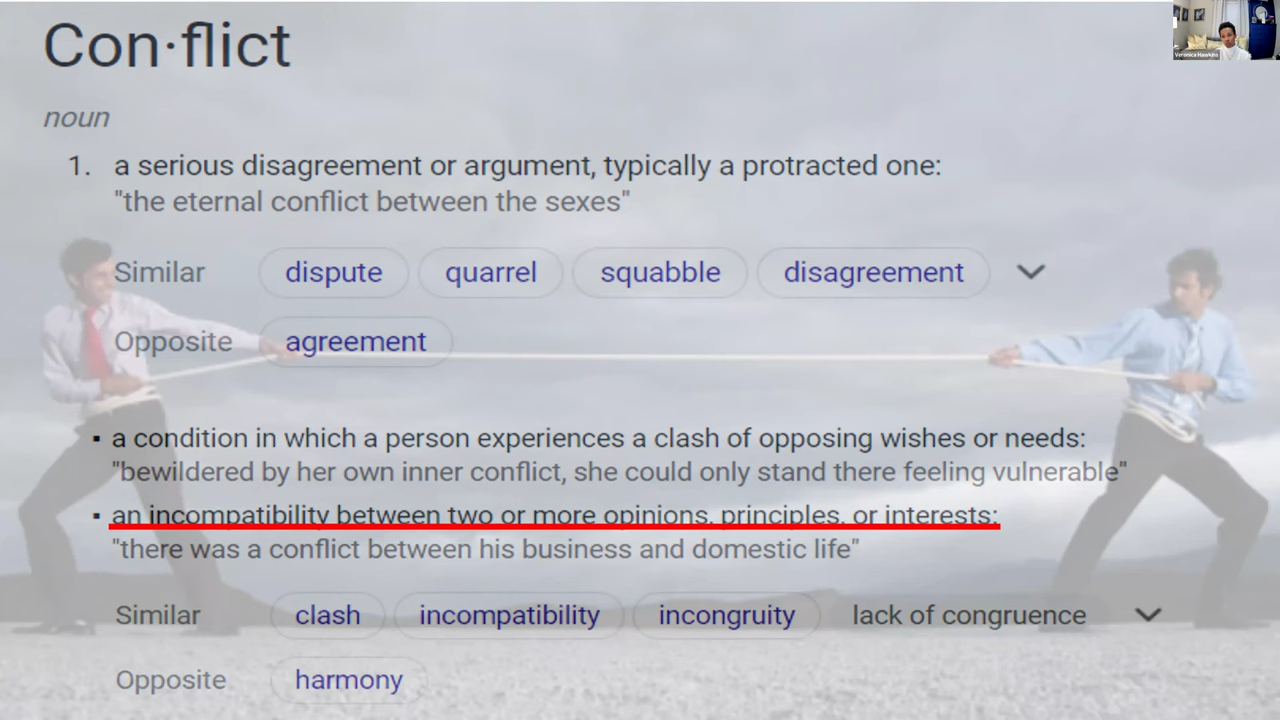 Con·flict
Veronica Hawkins
noun
1. a serious disagreement or argument, typically a protracted one:
"the eternal conflict between the sexes"
Similar dispute quarrel squabble disagreement
Opposite agreement
▪ a condition in which a person experiences a clash of opposing wishes or needs:
"bewildered by her own inner conflict, she could only stand there feeling vulnerable"
▪ an incompatibility between two or more opinions, principles, or interests:
"there was a conflict between his business and domestic life"
Similar clash incompatibility incongruity lack of congruence
Opposite harmony